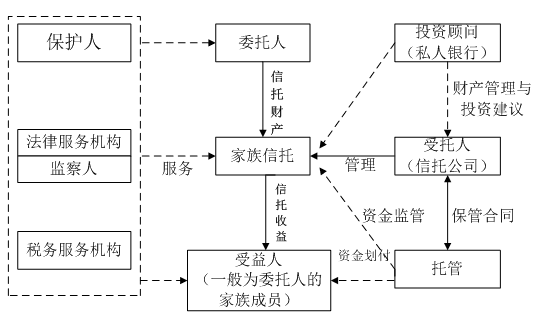 保护人
委托人
投资顾问
（私人银行）
信托财产
财产管理与
投资建议
法律服务机构
监察人
服务
家族信托
管理
受托人
（信托公司）
信托收益
资金监管
保管合同
税务服务机构
受益人
（一般为委托人的
家族成员）
资金划付
托管